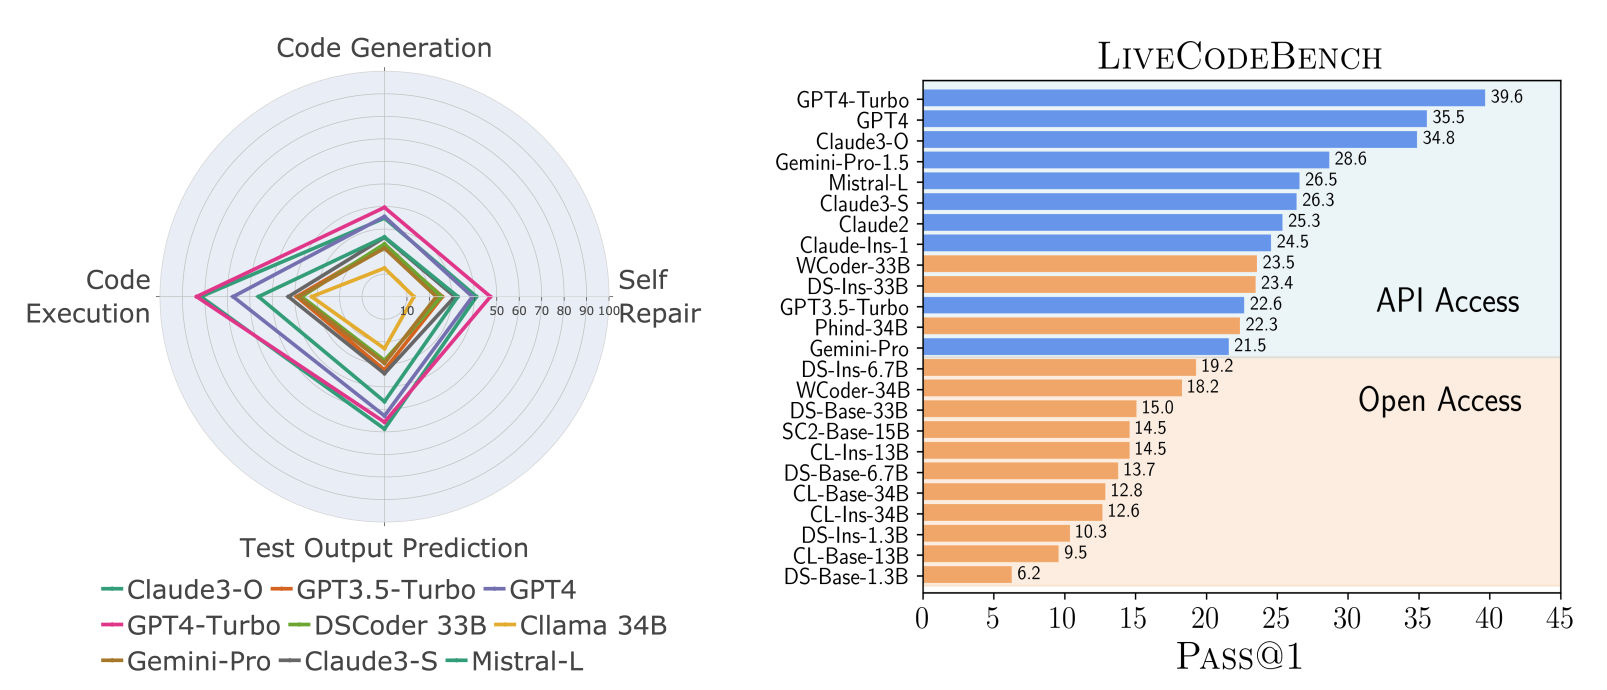 Code Generation
Code
Execution
Self
Repair
10
50 60 70 80 90 100
Test Output Prediction
Claude3-O GPT3.5-Turbo GPT4
GPT4-Turbo DSCoder 33B Cllama 34B
Gemini-Pro Claude3-S Mistral-L
LIVECODEBENCH
GPT4-Turbo 39.6
GPT4 35.5
Claude3-O 34.8
Gemini-Pro-1.5 28.6
Mistral-L 26.5
Claude3-S 26.3
Claude2 25.3
Claude-Ins-1 24.5
WCoder-33B 23.5
DS-Ins-33B 23.4
GPT3.5-Turbo 22.6
API Access
Phind-34B 22.3
Gemini-Pro 21.5
DS-Ins-6.7B 19.2
WCoder-34B 18.2
Open Access
DS-Base-33B 15.0
SC2-Base-15B 14.5
CL-Ins-13B 14.5
DS-Base-6.7B 13.7
CL-Base-34B 12.8
CL-Ins-34B 12.6
DS-Ins-1.3B 10.3
CL-Base-13B 9.5
DS-Base-1.3B 6.2
0 5 10 15 20 25 30 35 40 45
PASS@1